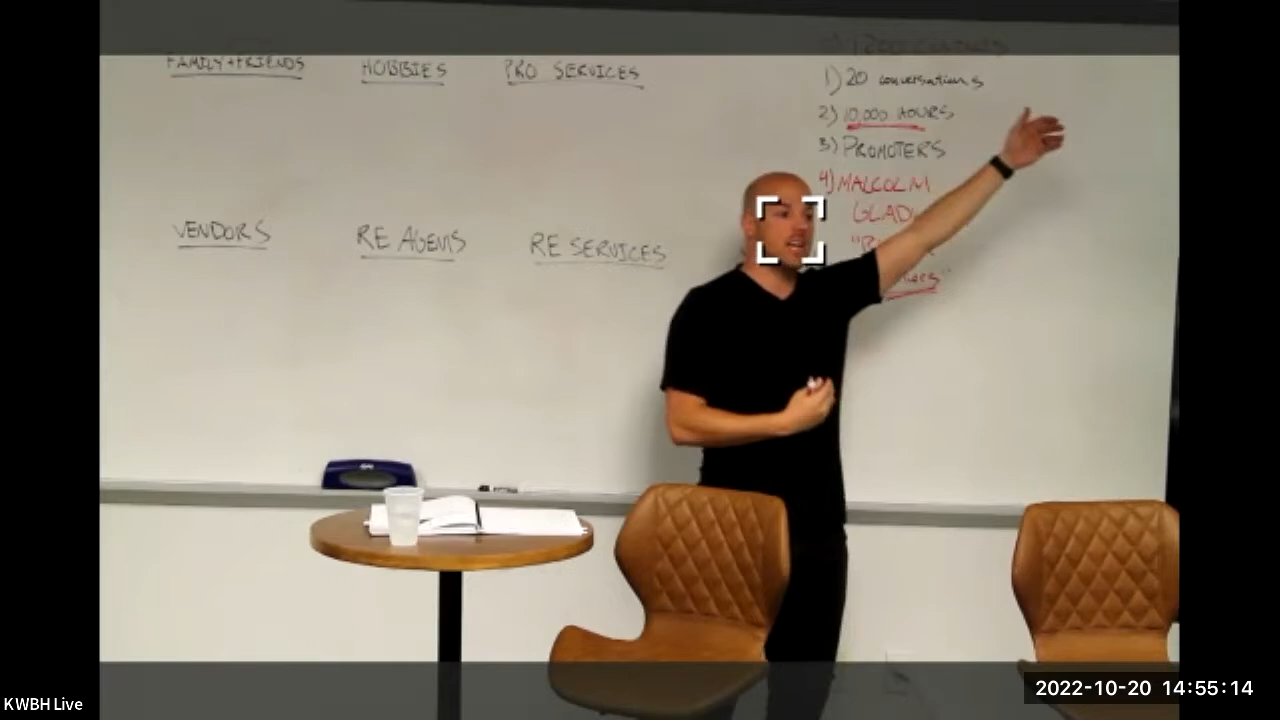 FAMILY+FRIENDS
HOBBIES
PRO SERVICES
VENDORS
RE AGENTS
RE SERVICES
1) 20 conversations
2) 10,000 HOURS
3) PROMOTERS
4) MALCOLM
KWBH Live
2022-10-20 14:55:14